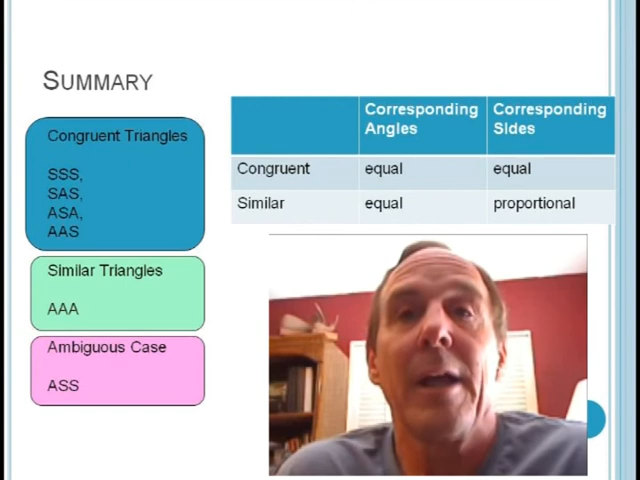 SUMMARY
Congruent Triangles
SSS,
SAS,
ASA,
AAS
Similar Triangles
AAA
Ambiguous Case
ASS
Corresponding Angles Corresponding Sides
Congruent equal equal
Similar equal proportional